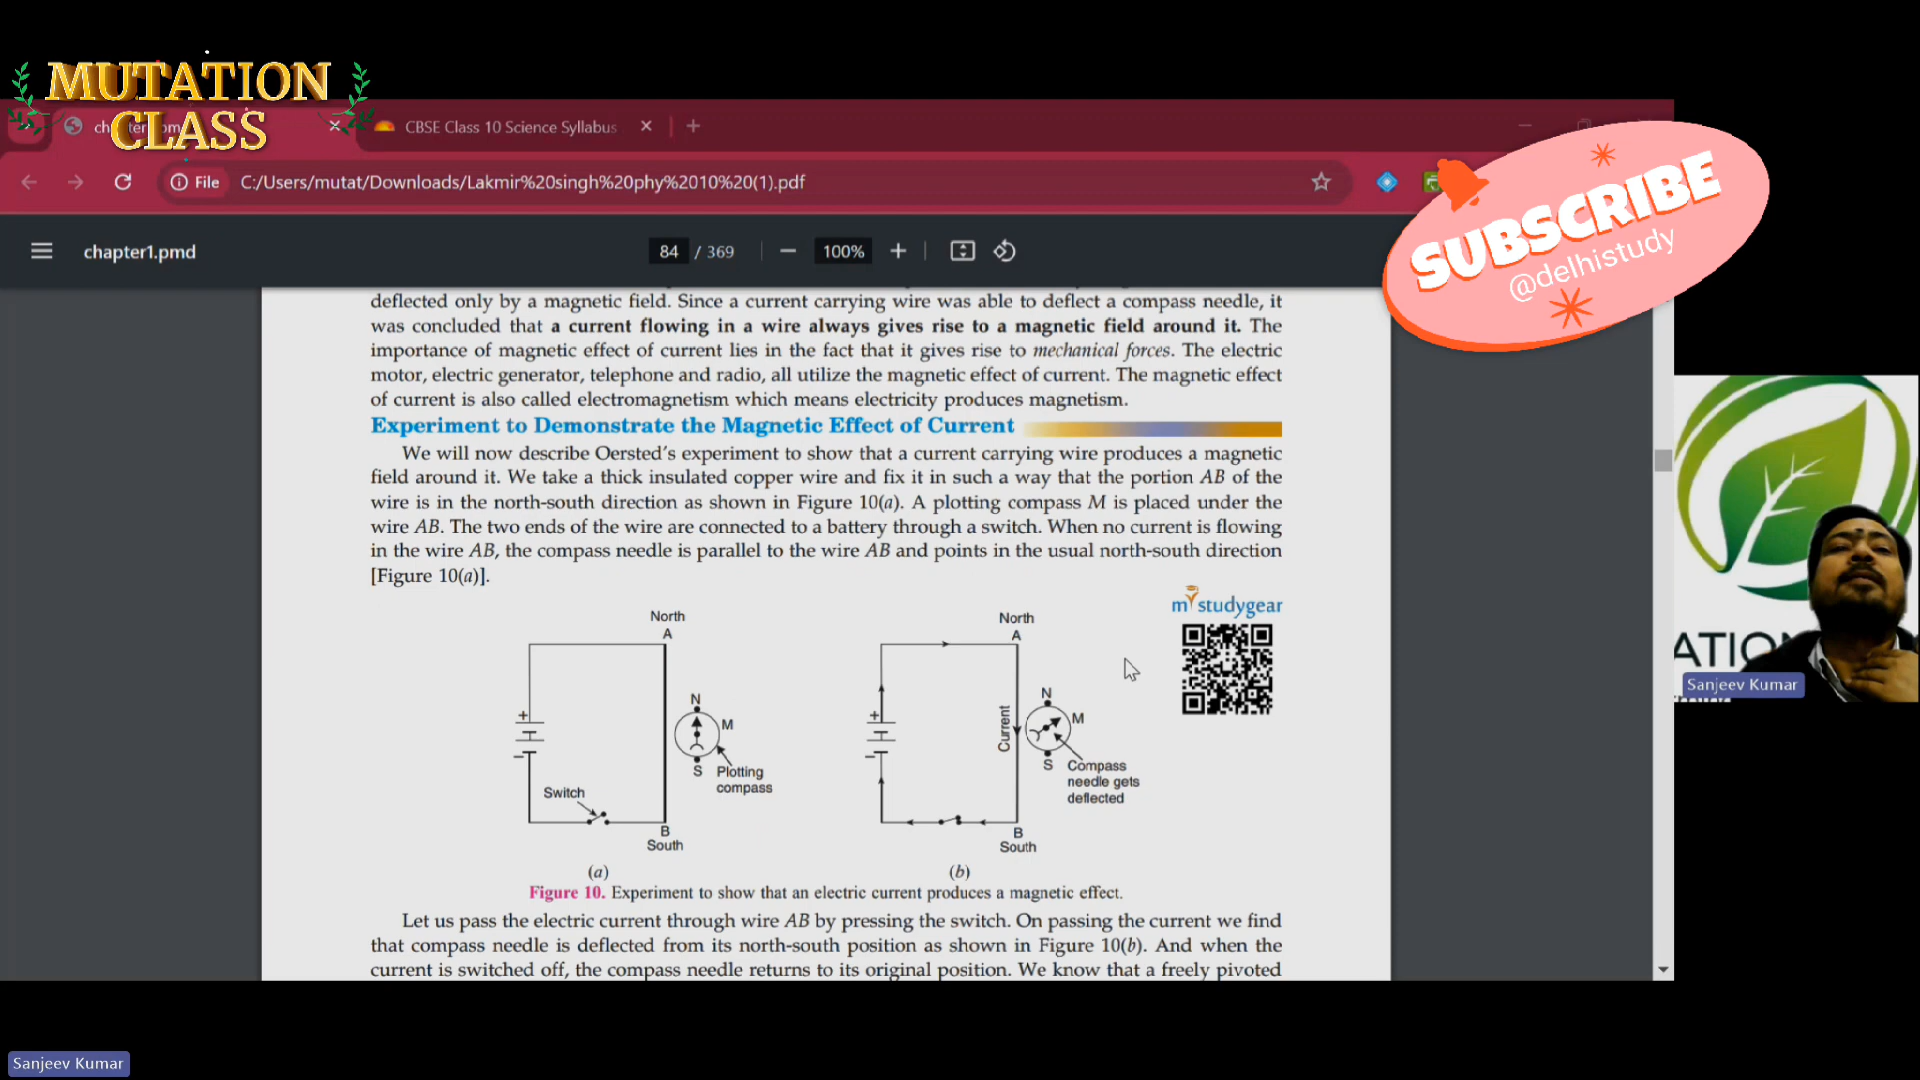 MUTATION
CLASS
CBSE Class 10 Science Syllabus
File
C:/Users/mutat/Downloads/Lakmir%20singh%20phy%2010%20(1).pdf
SUBSCRIBE
@delhistudy
chapter1.pmd
84 / 369
100%
deflected only by a magnetic field. Since a current carrying wire was able to deflect a compass needle, it
was concluded that a current flowing in a wire always gives rise to a magnetic field around it. The
importance of magnetic effect of current lies in the fact that it gives rise to mechanical forces. The electric
motor, electric generator, telephone and radio, all utilize the magnetic effect of current. The magnetic effect
of current is also called electromagnetism which means electricity produces magnetism.
Experiment to Demonstrate the Magnetic Effect of Current
We will now describe Oersted's experiment to show that a current carrying wire produces a magnetic
field around it. We take a thick insulated copper wire and fix it in such a way that the portion AB of the
wire is in the north-south direction as shown in Figure 10(a). A plotting compass M is placed under the
wire AB. The two ends of the wire are connected to a battery through a switch. When no current is flowing
in the wire AB, the compass needle is parallel to the wire AB and points in the usual north-south direction
[Figure 10(a)].
North
A
+
−
Switch
N
M
S
Plotting
compass
B
South
(a)
North
A
+
−
Current
N
M
S
Compass
needle gets
deflected
B
South
(b)
mystudygear
Figure 10. Experiment to show that an electric current produces a magnetic effect.
Let us pass the electric current through wire AB by pressing the switch. On passing the current we find
that compass needle is deflected from its north-south position as shown in Figure 10(b). And when the
current is switched off, the compass needle returns to its original position. We know that a freely pivoted
ATION
Sanjeev Kumar
Sanjeev Kumar